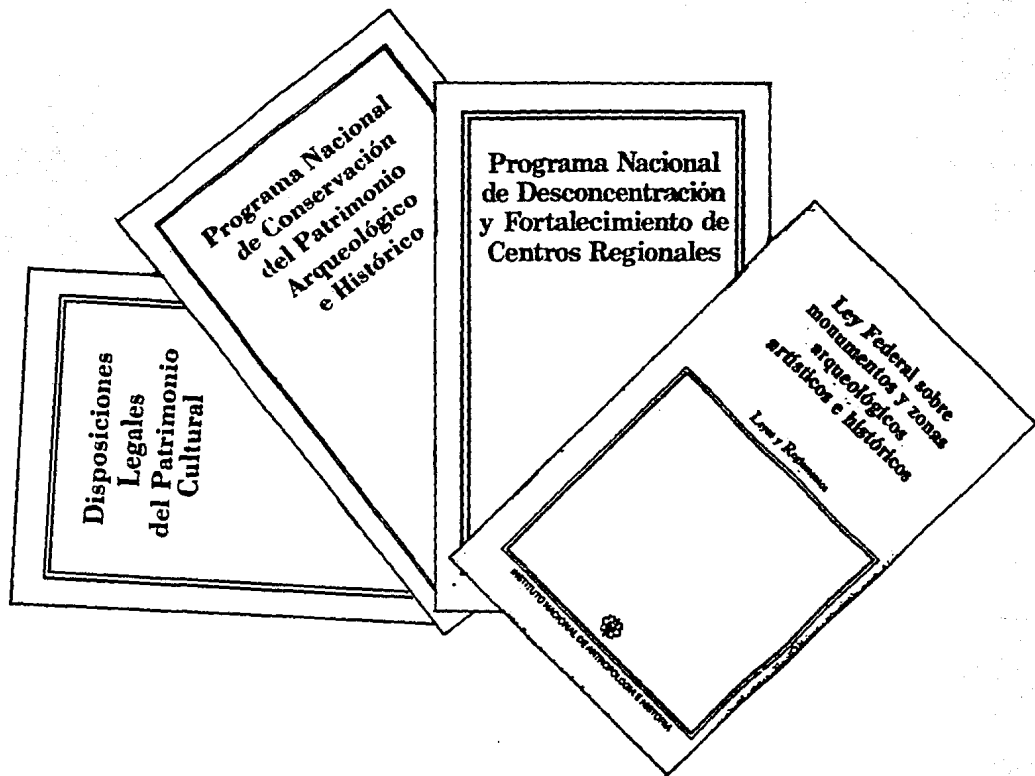 Disposiciones
Legales
del Patrimonio
Cultural
Programa Nacional
de Conservación
del Patrimonio
Arqueológico
e Histórico
Programa Nacional
de Desconcentración
y Fortalecimiento de
Centros Regionales
Ley Federal sobre
monumentos y zonas
arqueológicos
artísticos e históricos
Leyes y Reglamentos
INSTITUTO NACIONAL DE ANTROPOLOGIA E HISTORIA